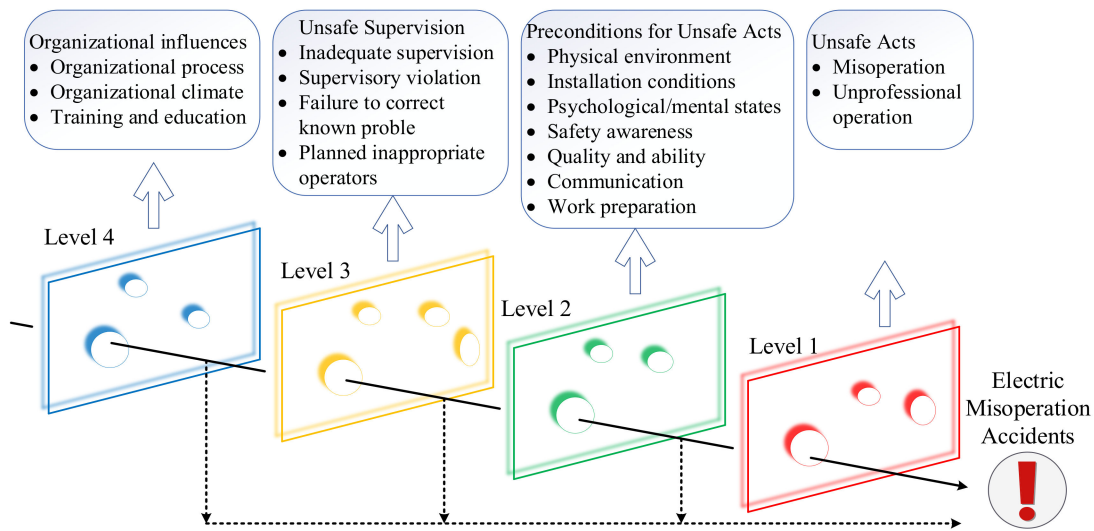 Organizational influences
• Organizational process
• Organizational climate
• Training and education
Unsafe Supervision
• Inadequate supervision
• Supervisory violation
• Failure to correct
known proble
• Planned inappropriate
operators
Preconditions for Unsafe Acts
• Physical environment
• Installation conditions
• Psychological/mental states
• Safety awareness
• Quality and ability
• Communication
• Work preparation
Unsafe Acts
• Misoperation
• Unprofessional
operation
Level 4
Level 3
Level 2
Level 1
Electric
Misoperation
Accidents